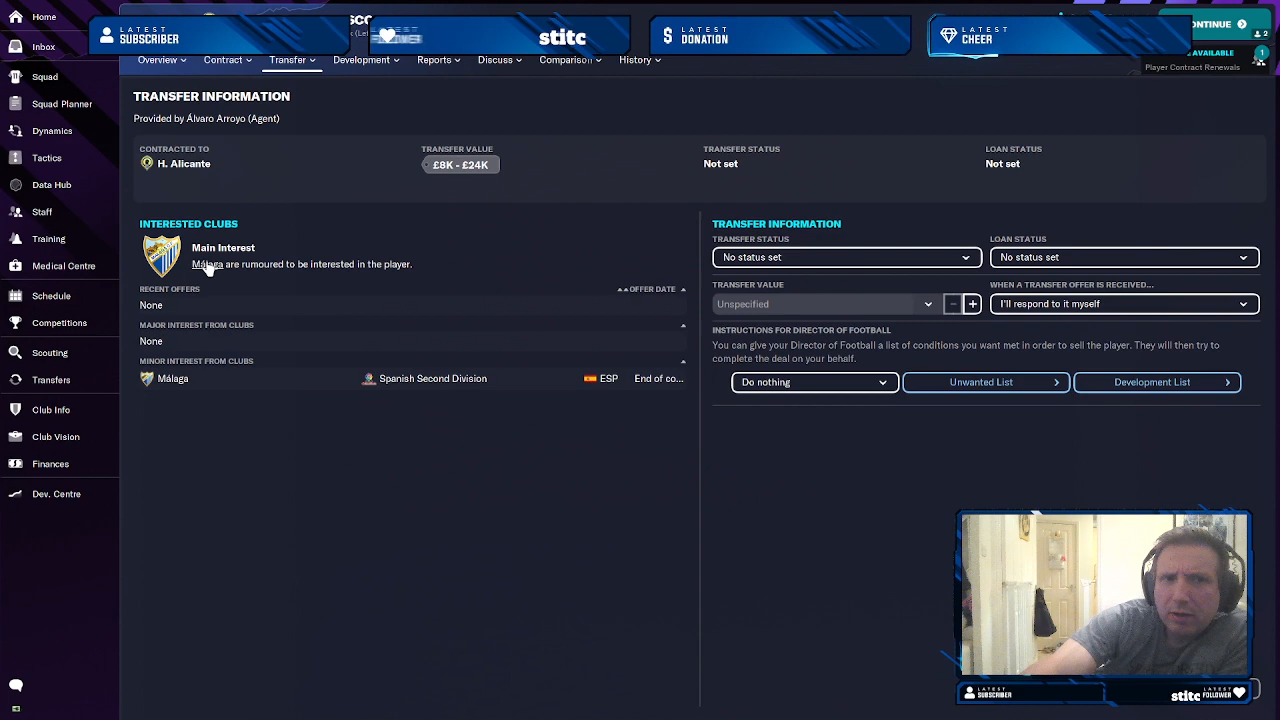 Home
Inbox
Squad
Squad Planner
Dynamics
Tactics
Data Hub
Staff
Training
Medical Centre
Schedule
Competitions
Scouting
Transfers
Club Info
Club Vision
Finances
Dev. Centre
LATEST
SUBSCRIBER
LATEST
FOLLOWER
stitc
LATEST
DONATION
LATEST
CHEER
ONTINUE
2
AVAILABLE
1
Player Contract Renewals
Overview
Contract
Transfer
Development
Reports
Discuss
Comparison
History
TRANSFER INFORMATION
Provided by Álvaro Arroyo (Agent)
CONTRACTED TO
H. Alicante
TRANSFER VALUE
£8K - £24K
TRANSFER STATUS
Not set
LOAN STATUS
Not set
INTERESTED CLUBS
Main Interest
Málaga are rumoured to be interested in the player.
RECENT OFFERS
OFFER DATE
None
MAJOR INTEREST FROM CLUBS
None
MINOR INTEREST FROM CLUBS
Málaga
Spanish Second Division
ESP
End of co...
TRANSFER INFORMATION
TRANSFER STATUS
No status set
LOAN STATUS
No status set
TRANSFER VALUE
Unspecified
WHEN A TRANSFER OFFER IS RECEIVED...
I'll respond to it myself
INSTRUCTIONS FOR DIRECTOR OF FOOTBALL
You can give your Director of Football a list of conditions you want met in order to sell the player. They will then try to
complete the deal on your behalf.
Do nothing
Unwanted List
Development List
LATEST
SUBSCRIBER
stitc
LATEST
FOLLOWER